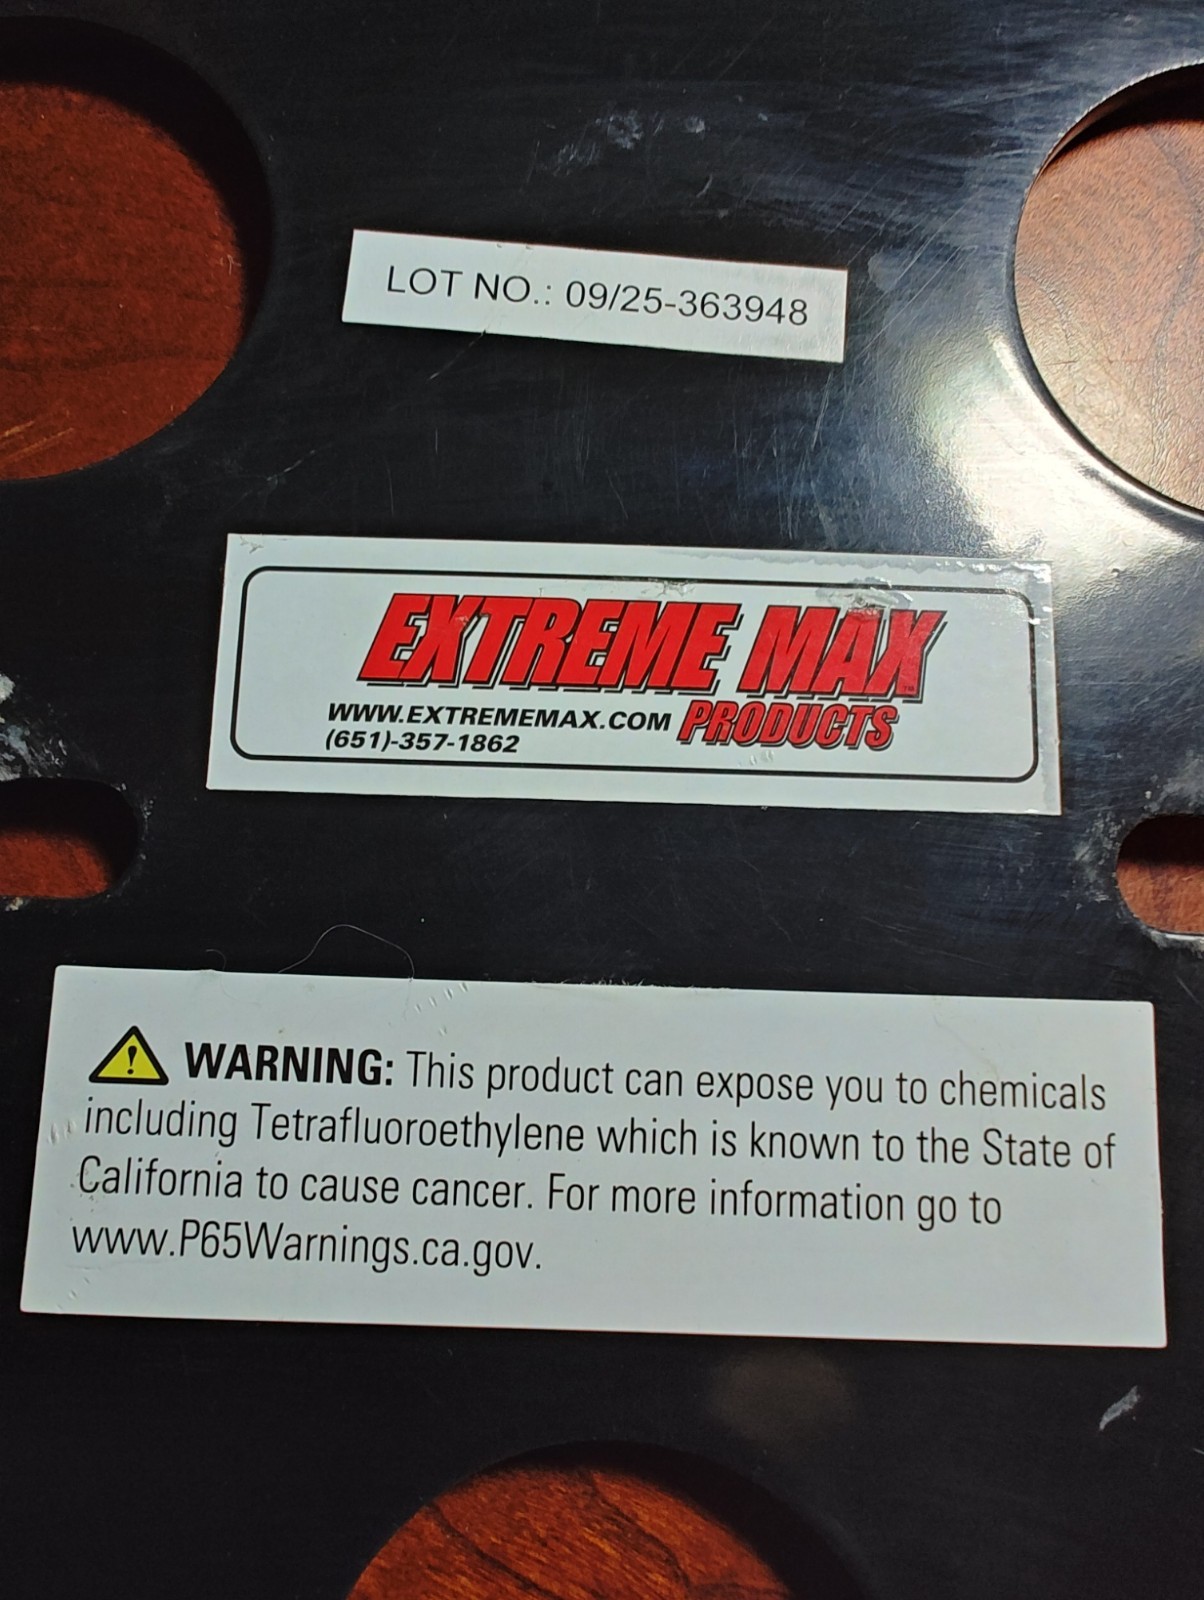 LOT NO.: 09/25-363948
EXTREME MAX™
WWW.EXTREMEMAX.COM PRODUCTS
(651)-357-1862
WARNING: This product can expose you to chemicals
including Tetrafluoroethylene which is known to the State of
California to cause cancer. For more information go to
www.P65Warnings.ca.gov.